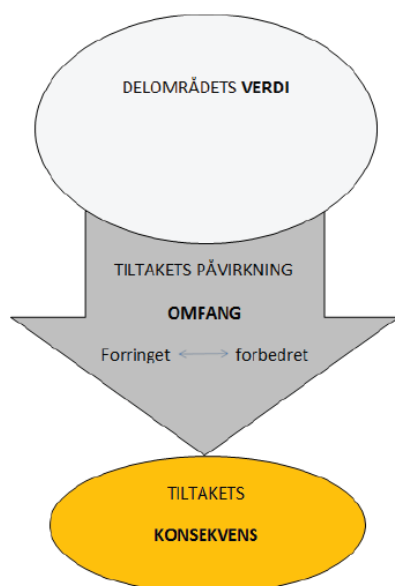 DELOMRÅDETS VERDI
TILTAKETS PÅVIRKNING
OMFANG
Forringet forbedret
TILTAKETS
KONSEKVENS